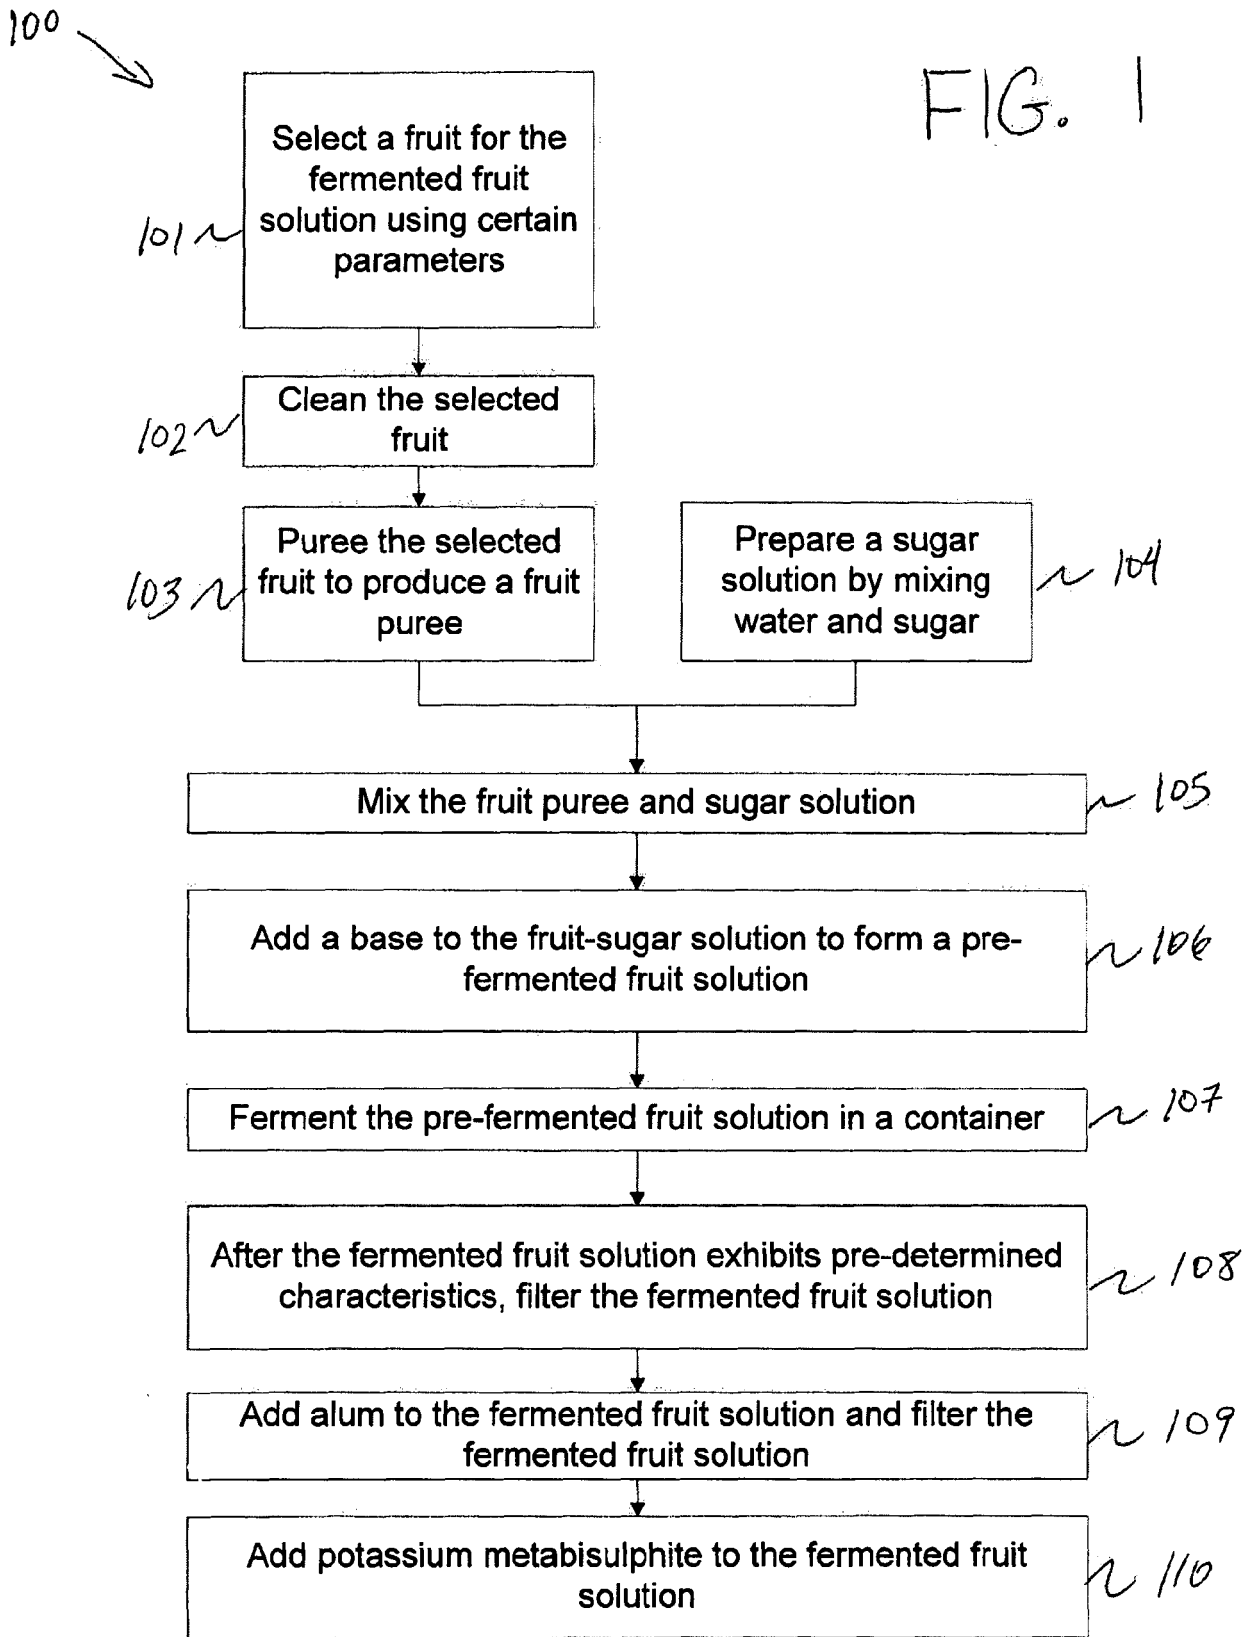 100
FIG. 1
Select a fruit for the
fermented fruit
solution using certain
parameters
101
Clean the selected
fruit
102
Puree the selected
fruit to produce a fruit
puree
103
Prepare a sugar
solution by mixing
water and sugar
104
Mix the fruit puree and sugar solution
105
Add a base to the fruit-sugar solution to form a pre-
fermented fruit solution
106
Ferment the pre-fermented fruit solution in a container
107
After the fermented fruit solution exhibits pre-determined
characteristics, filter the fermented fruit solution
108
Add alum to the fermented fruit solution and filter the
fermented fruit solution
109
Add potassium metabisulphite to the fermented fruit
solution
110